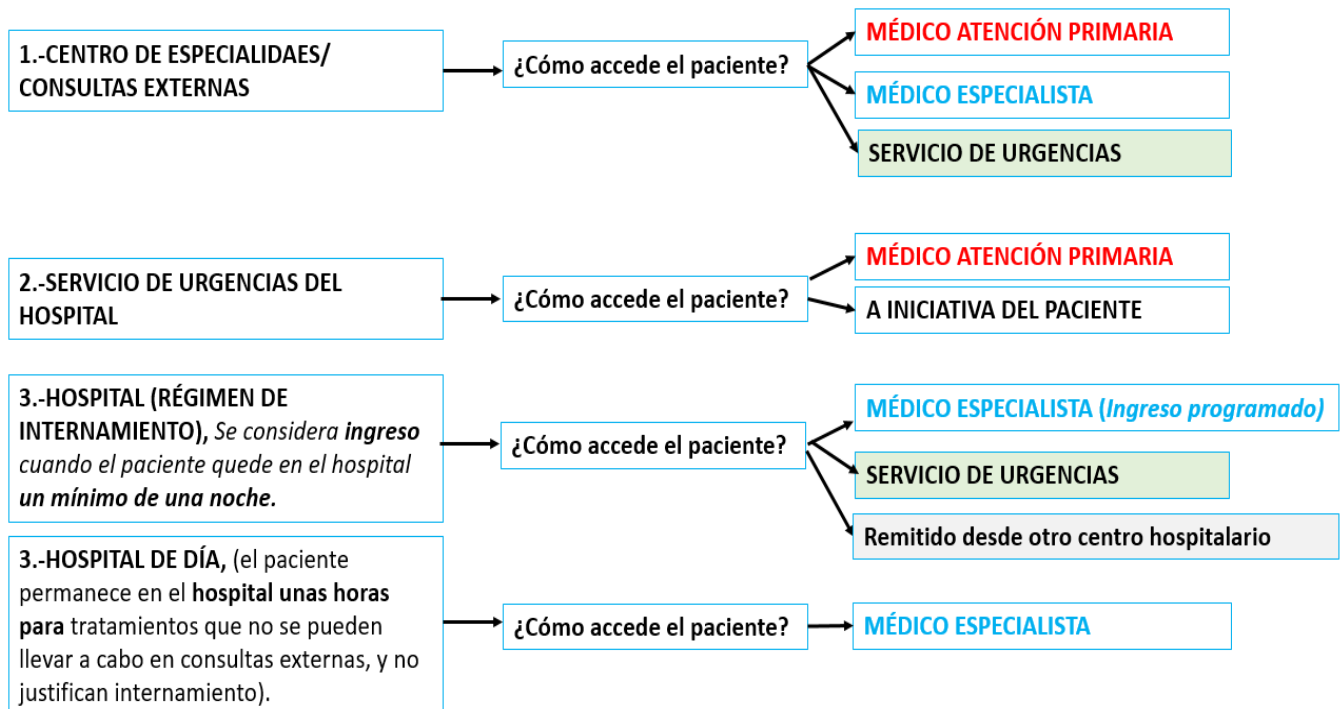 1.-CENTRO DE ESPECIALIDAES/
CONSULTAS EXTERNAS
¿Cómo accede el paciente?
MÉDICO ATENCIÓN PRIMARIA
MÉDICO ESPECIALISTA
SERVICIO DE URGENCIAS
2.-SERVICIO DE URGENCIAS DEL
HOSPITAL
¿Cómo accede el paciente?
MÉDICO ATENCIÓN PRIMARIA
A INICIATIVA DEL PACIENTE
3.-HOSPITAL (RÉGIMEN DE
INTERNAMIENTO), Se considera ingreso
cuando el paciente quede en el hospital
un mínimo de una noche.
¿Cómo accede el paciente?
MÉDICO ESPECIALISTA (Ingreso programado)
SERVICIO DE URGENCIAS
Remitido desde otro centro hospitalario
3.-HOSPITAL DE DÍA, (el paciente
permanece en el hospital unas horas
para tratamientos que no se pueden
llevar a cabo en consultas externas, y no
justifican internamiento).
¿Cómo accede el paciente?
MÉDICO ESPECIALISTA